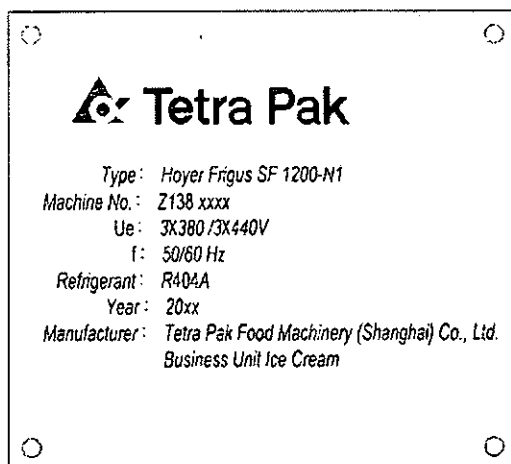 Tetra Pak
Type: Hoyer Frigus SF 1200-N1
Machine No.: Z138 xxxx
Ue: 3X380/3X440V
f: 50/60 Hz
Refrigerant: R404A
Year: 20xx
Manufacturer: Tetra Pak Food Machinery (Shanghai) Co., Ltd.
Business Unit Ice Cream